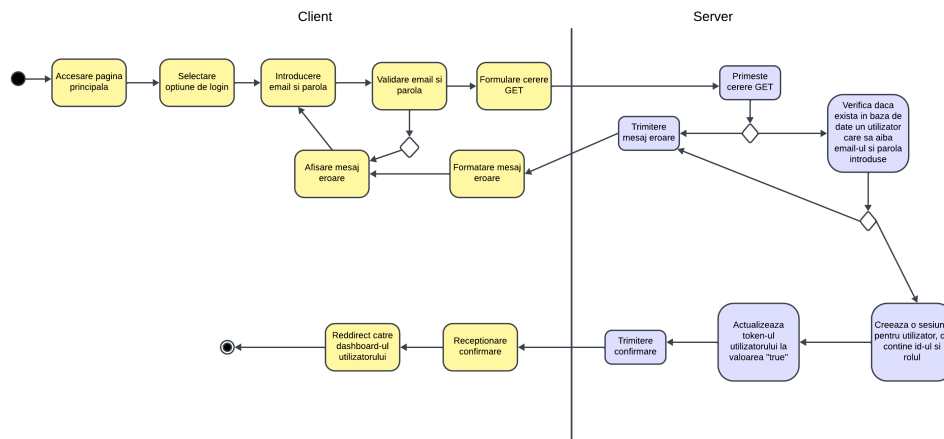 Client
Server
Accesare pagina
principala
Selectare
optiune de login
Introducere
email si parola
Validare email si
parola
Formulare cerere
GET
Primeste
cerere GET
Verifica daca
exista in baza de
date un utilizator
care sa aiba
email-ul si parola
introduse
Trimitere
mesaj eroare
Afisare mesaj
eroare
Formatare mesaj
eroare
Reddirect catre
dashboard-ul
utilizatorului
Receptionare
confirmare
Trimitere
confirmare
Actualizeaza
token-ul
utilizatorului la
valoarea "true"
Creeaza o
pentru utilizator,
contine id-ul si
rolul